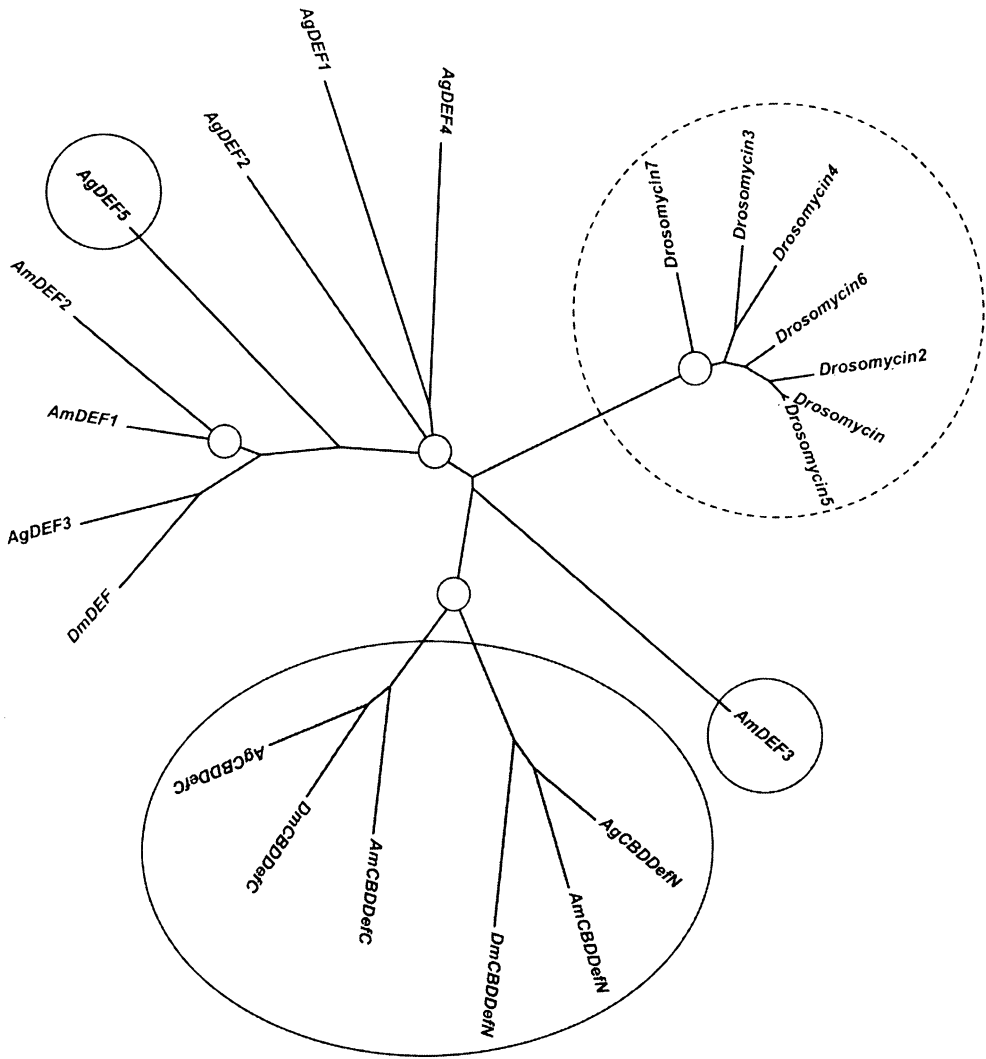 AgDEF1
AgDEF4
AgDEF2
AgDEF5
AmDEF2
AmDEF1
AgDEF3
DmDEF
Drosomycin7
Drosomycin3
Drosomycin4
Drosomycin6
Drosomycin2
Drosomycin
Drosomycin5
AmDEF3
AgCBDDefC
DmCBDDefC
AmCBDDefC
DmCBDDefN
AmCBDDefN
AgCBDDefN